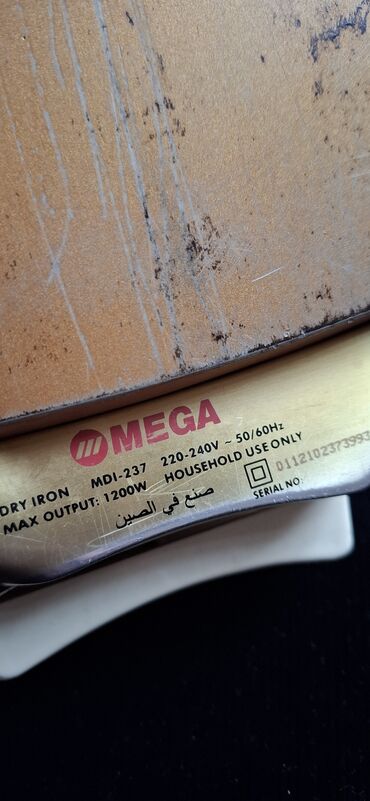 MEGA
DRY IRON MDI-237 220-240V ~ 50/60Hz
MAX OUTPUT: 1200W HOUSEHOLD USE ONLY
صنع في الصين
SERIAL NO 0112102373993